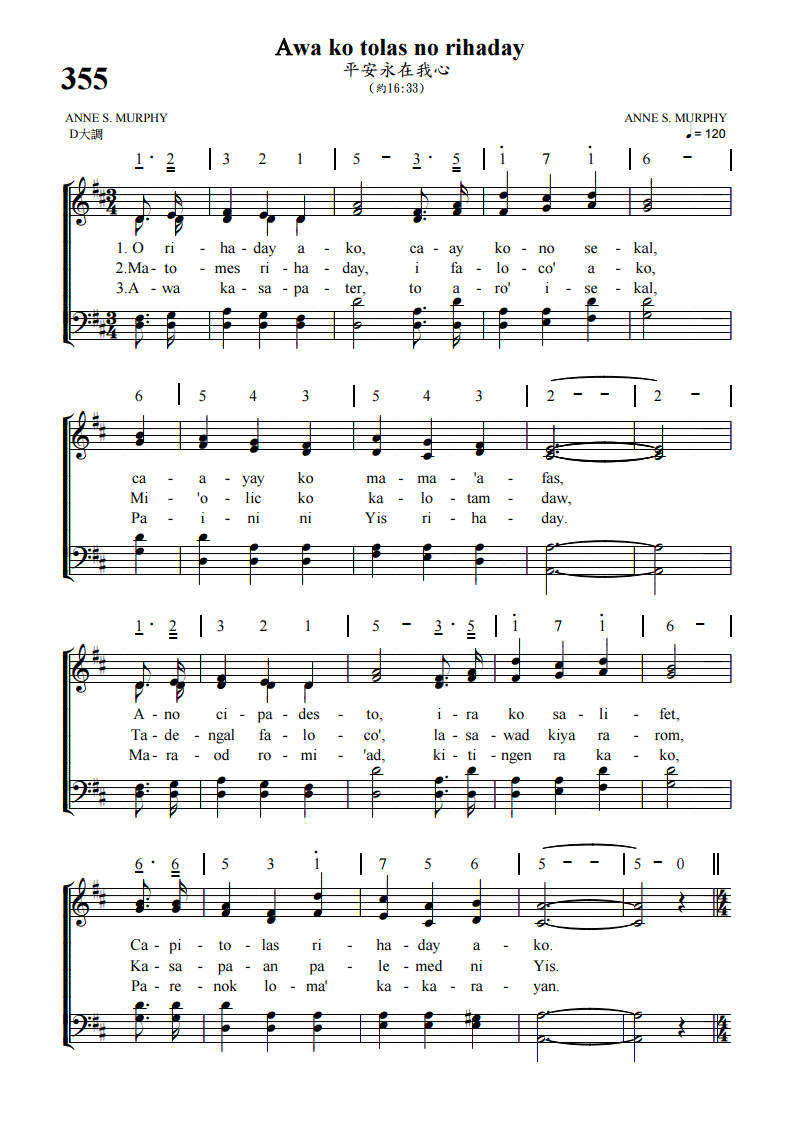 Awa ko tolas no rihaday
平安永在我心
355
(約16:33)
ANNE S. MURPHY ANNE S. MURPHY
D大調 = 120
1 · 2 | 3 2 1 | 5 - 3 · 5 | 1 7 1 | 6 - |
3/4
1. O ri - ha - day a - ko, ca - ay ko - no se - kal,
2.Ma - to - mes ri - ha - day, i fa - lo - co' a - ko,
3.A - wa ka - sa - pa - ter, to a - ro' i - se - kal,
3/4
6 | 5 4 3 | 5 4 3 | 2 - - | 2 - |
ca - a - yay ko ma - ma - 'a - fas,
Mi - 'o - lic ko ka - lo - tam - daw,
Pa - i - ni ni Yis ri - ha - day.
1 · 2 | 3 2 1 | 5 - 3 · 5 | 1 7 1 | 6 - |
A - no ci - pa - des - to, i - ra ko sa - li - fet,
Ta - de - ngal fa - lo - co', la - sa - wad kiya ra - rom,
Ma - ra - od ro - mi - 'ad, ki - ti - ngen ra ka - ko,
6 · 6 | 5 3 1 | 7 5 6 | 5 - - | 5 - 0 ||
4/4
Ca - pi - to - las ri - ha - day a - ko.
Ka - sa - pa - an pa - le - med ni Yis.
Pa - re - nok lo - ma' ka - ka - ra - yan.
4/4